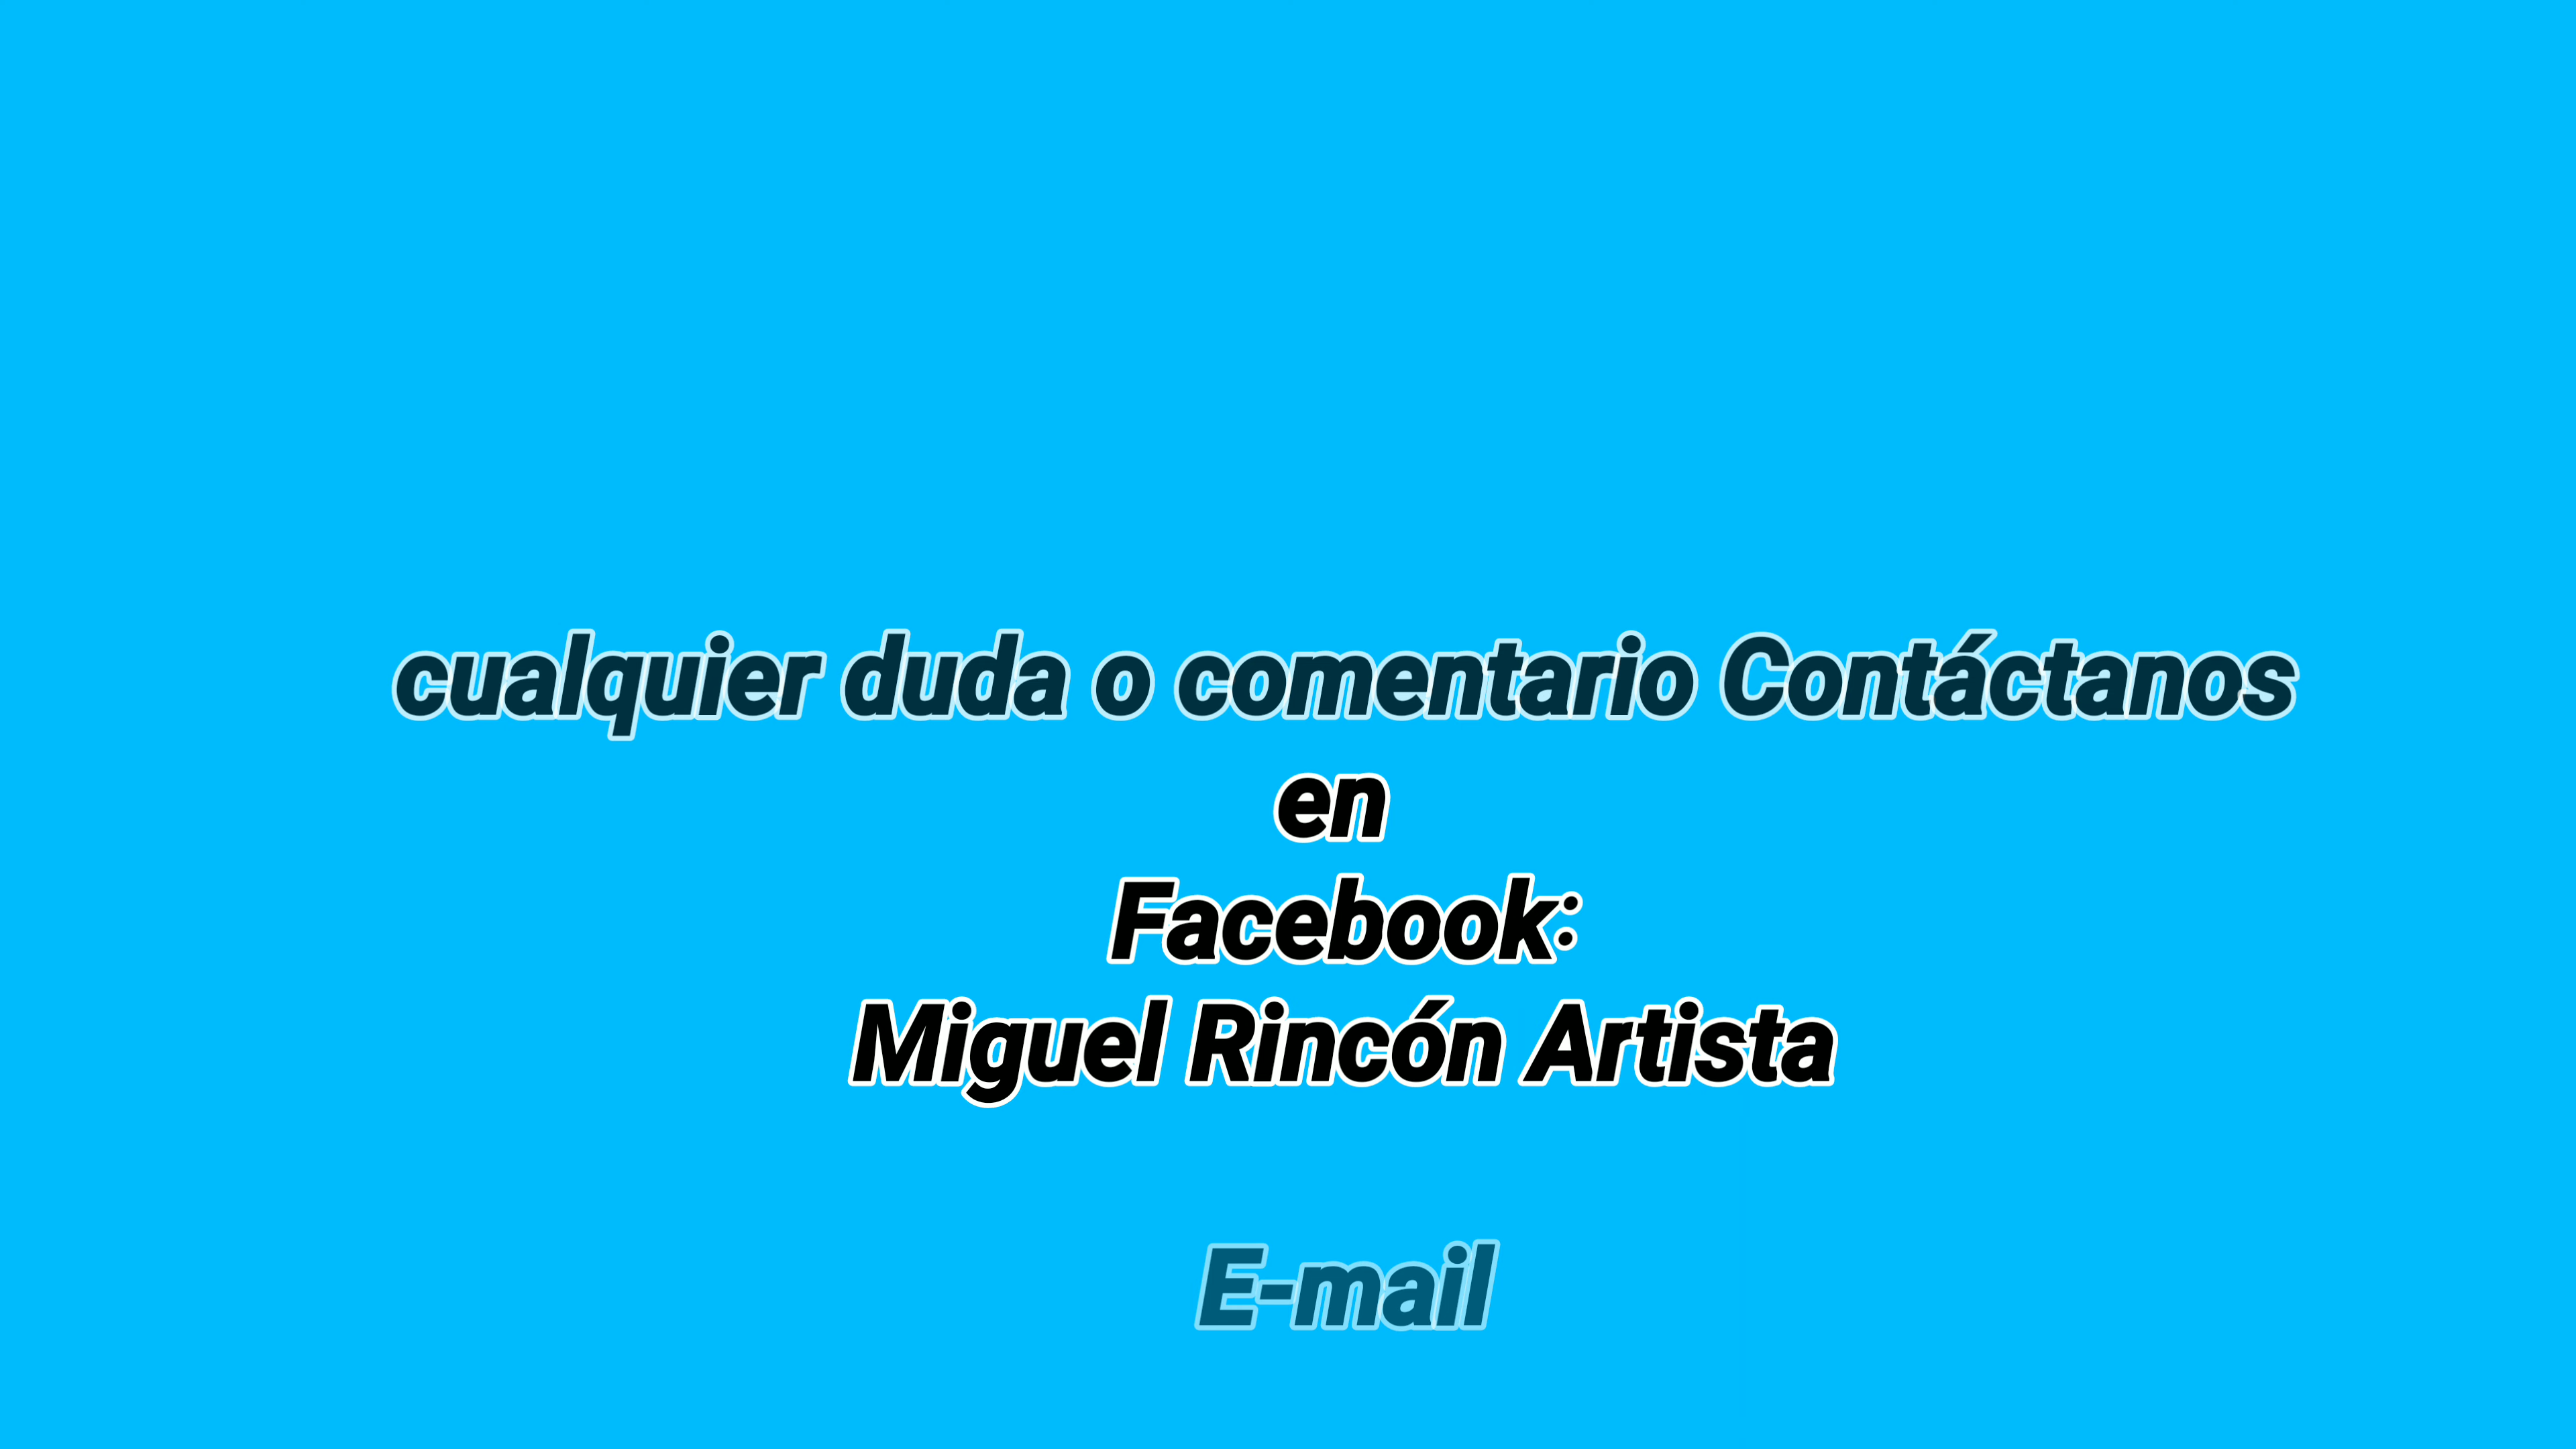 cualquier duda o comentario Contáctanos
en
Facebook:
Miguel Rincón Artista
E-mail